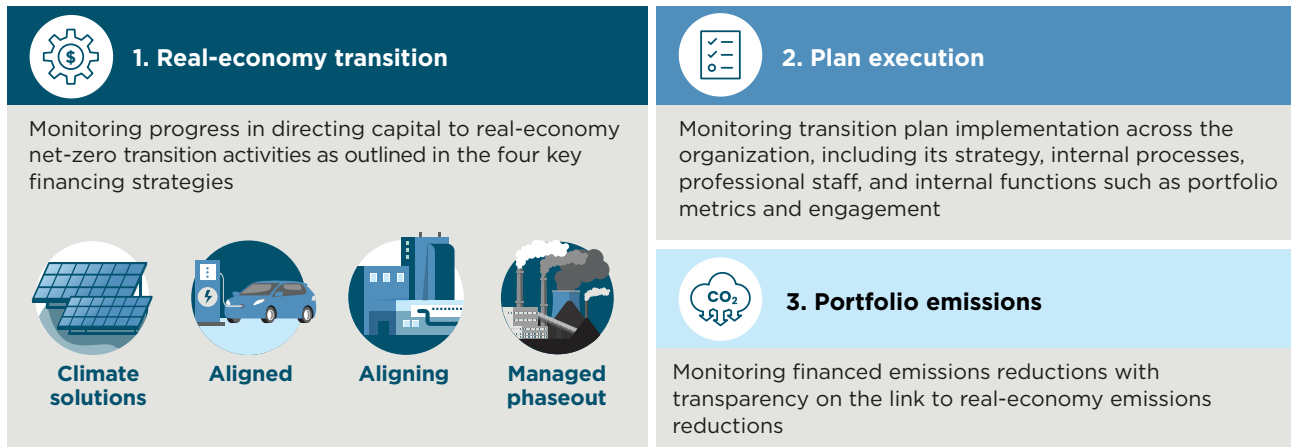 $
1. Real-economy transition
Monitoring progress in directing capital to real-economy
net-zero transition activities as outlined in the four key
financing strategies
Climate
solutions
Aligned
Aligning
Managed
phaseout
2. Plan execution
Monitoring transition plan implementation across the
organization, including its strategy, internal processes,
professional staff, and internal functions such as portfolio
metrics and engagement
CO₂
3. Portfolio emissions
Monitoring financed emissions reductions with
transparency on the link to real-economy emissions
reductions